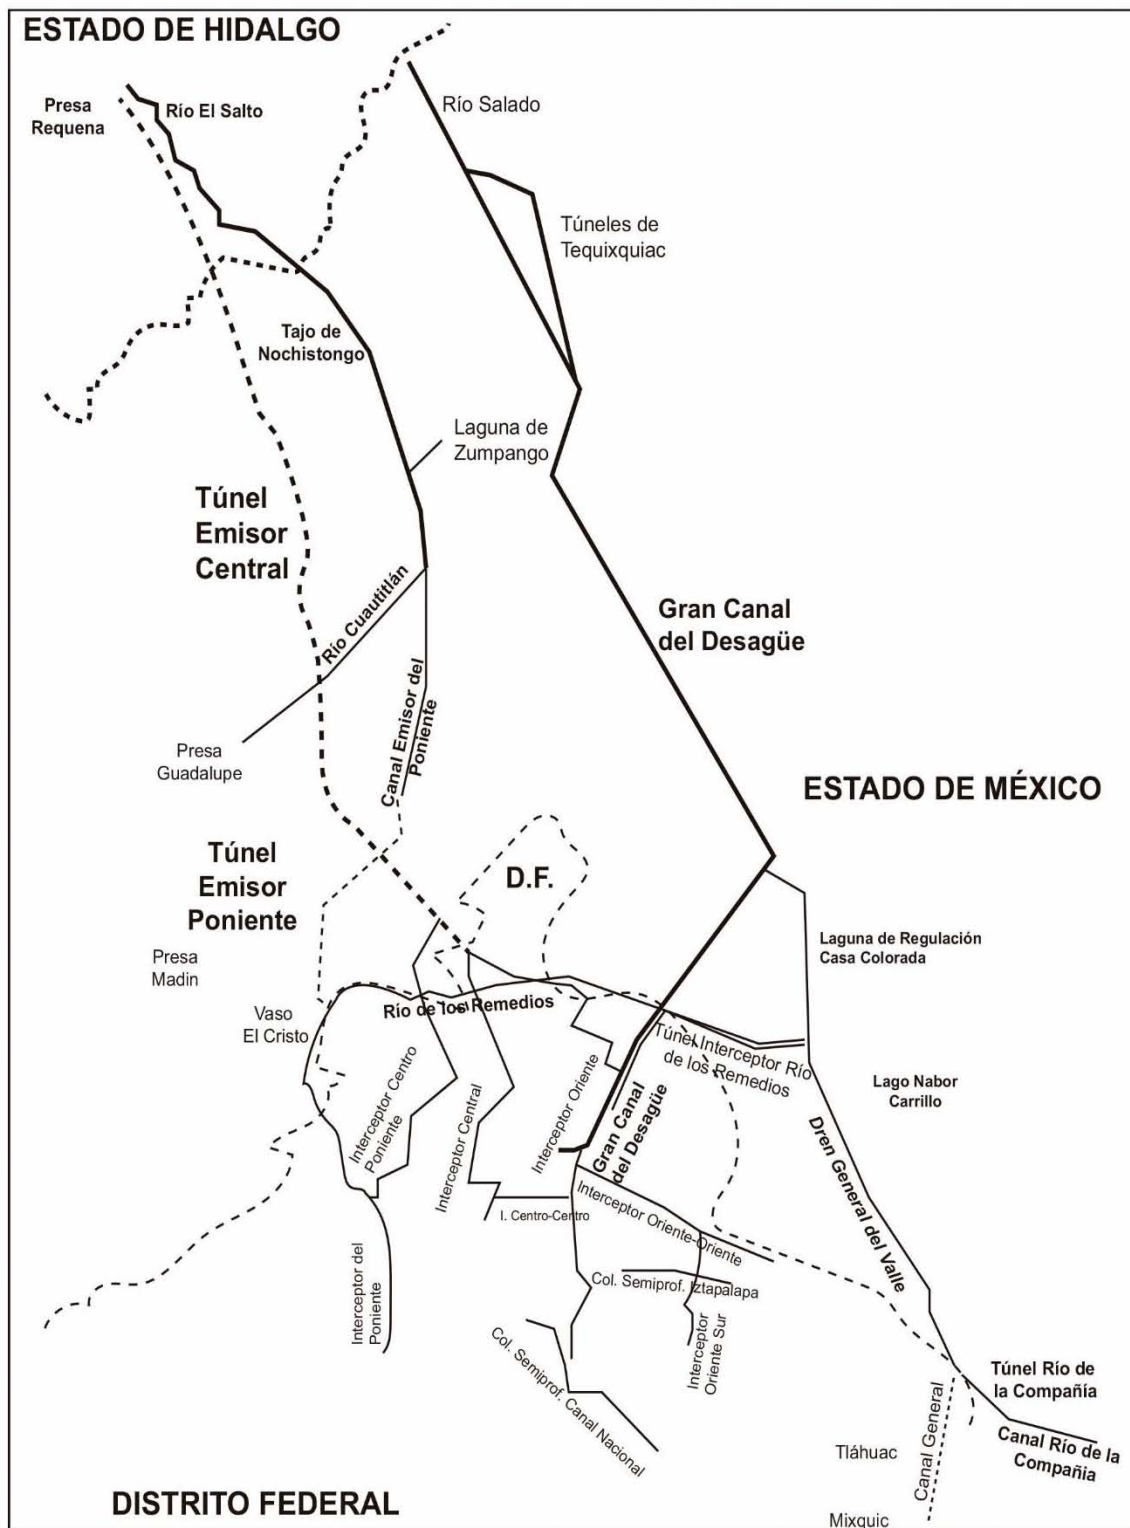 ESTADO DE HIDALGO
Presa
Requena
Río El Salto
Río Salado
Túneles de
Tequixquiac
Tajo de
Nochistongo
Laguna de
Zumpango
Túnel
Emisor
Central
Río Cuautitlán
Gran Canal
del Desagüe
Canal Emisor del
Poniente
Presa
Guadalupe
ESTADO DE MÉXICO
Túnel
Emisor
Poniente
D.F.
Presa
Madin
Laguna de Regulación
Casa Colorada
Vaso
El Cristo
Río de los Remedios
Túnel Interceptor Río
de los Remedios
Lago Nabor
Carrillo
Interceptor Centro
Poniente
Interceptor Central
Interceptor Oriente
Gran Canal
del Desagüe
Dren General del Valle
I. Centro-Centro
Interceptor Oriente-Oriente
Col. Semiprof. Iztapalapa
Interceptor del
Poniente
Interceptor
Oriente Sur
Col. Semiprof. Canal Nacional
Túnel Río de
la Compañía
Canal General
Canal Río de la
Compañia
Tláhuac
DISTRITO FEDERAL
Mixquic